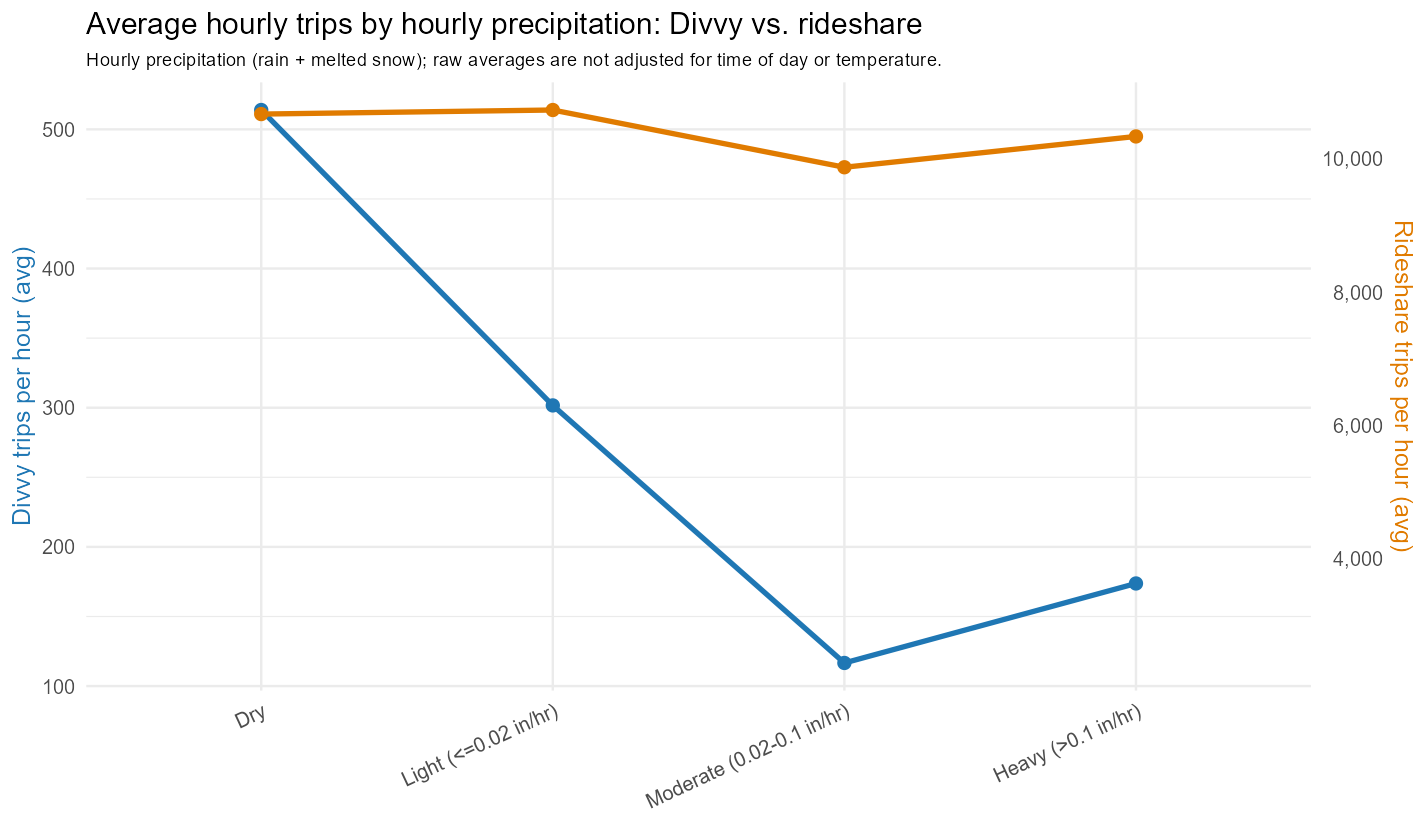 Average hourly trips by hourly precipitation: Divvy vs. rideshare
Hourly precipitation (rain + melted snow); raw averages are not adjusted for time of day or temperature.
Divvy trips per hour (avg)
500
400
300
200
100
10,000
8,000
6,000
4,000
Rideshare trips per hour (avg)
Dry
Light (<=0.02 in/hr)
Moderate (0.02-0.1 in/hr)
Heavy (>0.1 in/hr)